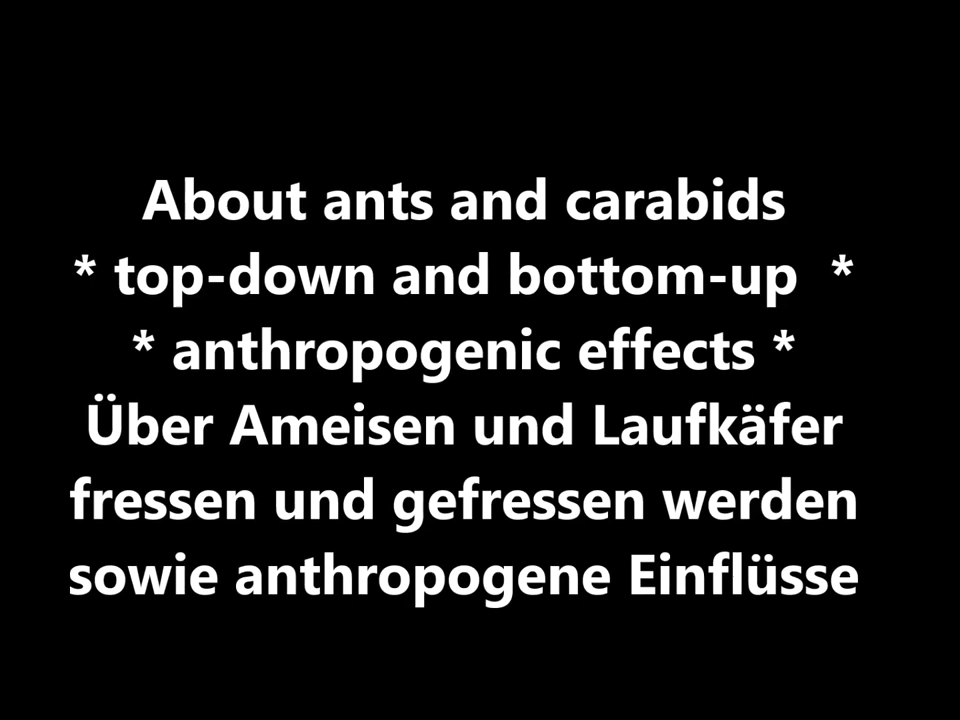 About ants and carabids
* top-down and bottom-up *
* anthropogenic effects *
Über Ameisen und Laufkäfer
fressen und gefressen werden
sowie anthropogene Einflüsse